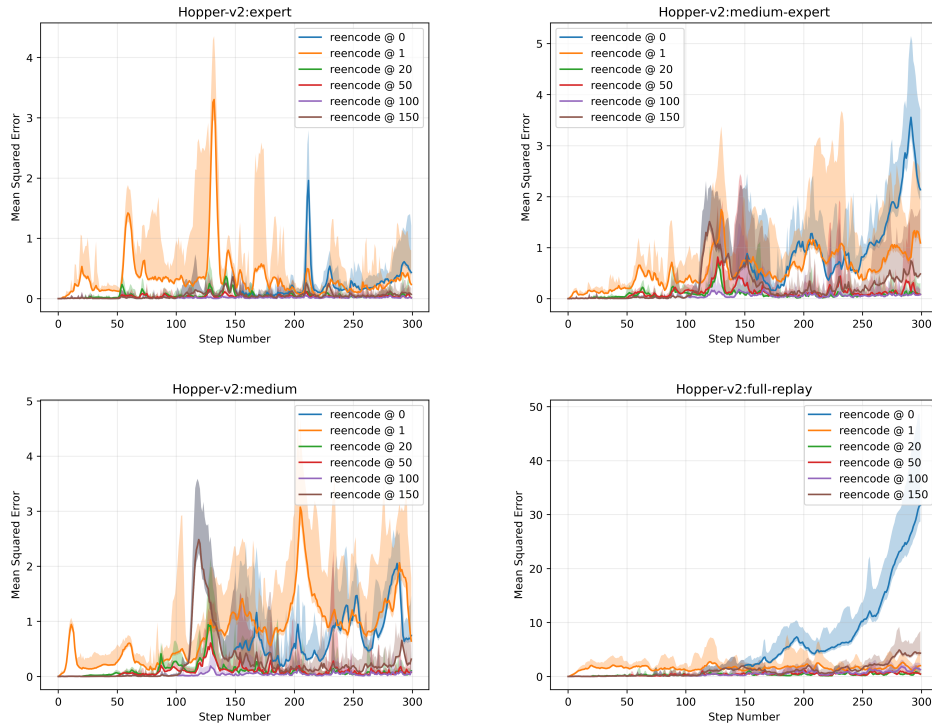 Hopper-v2:expert
Mean Squared Error
4
3
2
1
0
0 50 100 150 200 250 300
Step Number
reencode @ 0
reencode @ 1
reencode @ 20
reencode @ 50
reencode @ 100
reencode @ 150
Hopper-v2:medium-expert
Mean Squared Error
5
4
3
2
1
0
0 50 100 150 200 250 300
Step Number
reencode @ 0
reencode @ 1
reencode @ 20
reencode @ 50
reencode @ 100
reencode @ 150
Hopper-v2:medium
Mean Squared Error
5
4
3
2
1
0
0 50 100 150 200 250 300
Step Number
reencode @ 0
reencode @ 1
reencode @ 20
reencode @ 50
reencode @ 100
reencode @ 150
Hopper-v2:full-replay
Mean Squared Error
50
40
30
20
10
0
0 50 100 150 200 250 300
Step Number
reencode @ 0
reencode @ 1
reencode @ 20
reencode @ 50
reencode @ 100
reencode @ 150